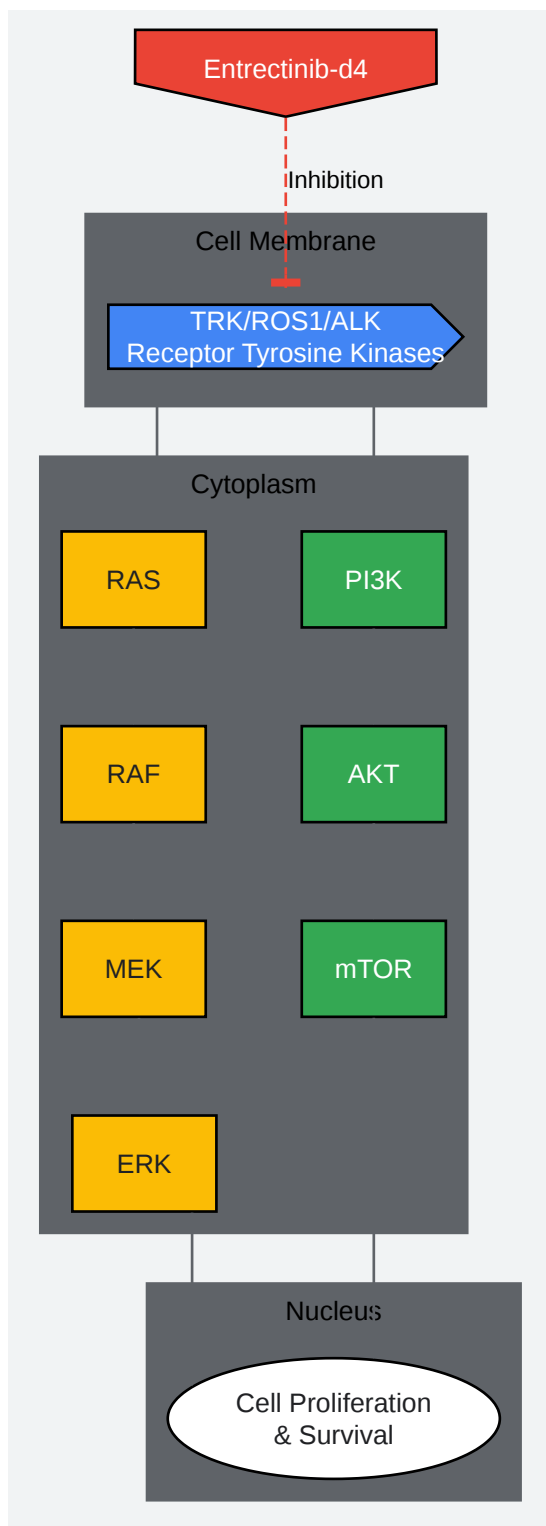 Entrectinib-d4
Inhibition
Cell Membrane
TRK/ROS1/ALK
Receptor Tyrosine Kinases
Cytoplasm
RAS
PI3K
RAF
AKT
MEK
mTOR
ERK
Nucleus
Cell Proliferation
& Survival